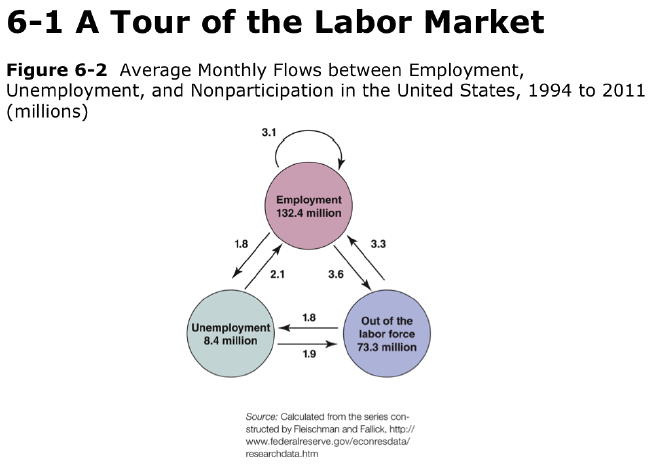 6-1 A Tour of the Labor Market
Figure 6-2 Average Monthly Flows between Employment,
Unemployment, and Nonparticipation in the United States, 1994 to 2011
(millions)
3.1
Employment
132.4 million
1.8
3.3
2.1
3.6
Unemployment
8.4 million
1.8
1.9
Out of the
labor force
73.3 million
Source: Calculated from the series con-
structed by Fleischman and Fallick, http://
www.federalreserve.gov/econresdata/
researchdata.htm